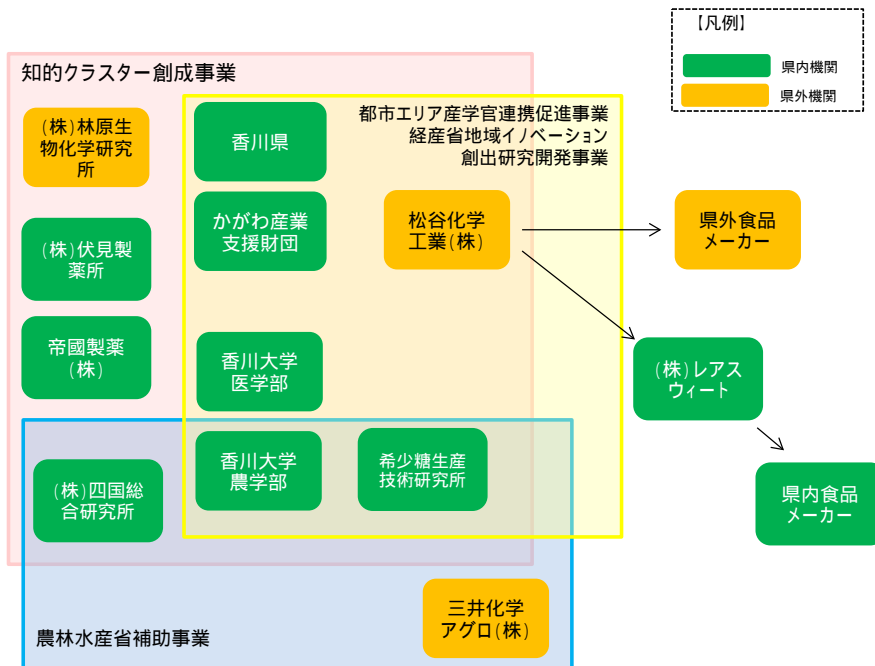 【凡例】
県内機関
県外機関
知的クラスター創成事業
都市エリア産学官連携促進事業
経産省地域イノベーション
創出研究開発事業
(株)林原生
物化学研究
所
香川県
(株)伏見製
薬所
かがわ産業
支援財団
松谷化学
工業(株)
県外食品
メーカー
帝國製薬
(株)
香川大学
医学部
(株)レアス
ウィート
(株)四国総
合研究所
香川大学
農学部
希少糖生産
技術研究所
県内食品
メーカー
三井化学
アグロ(株)
農林水産省補助事業